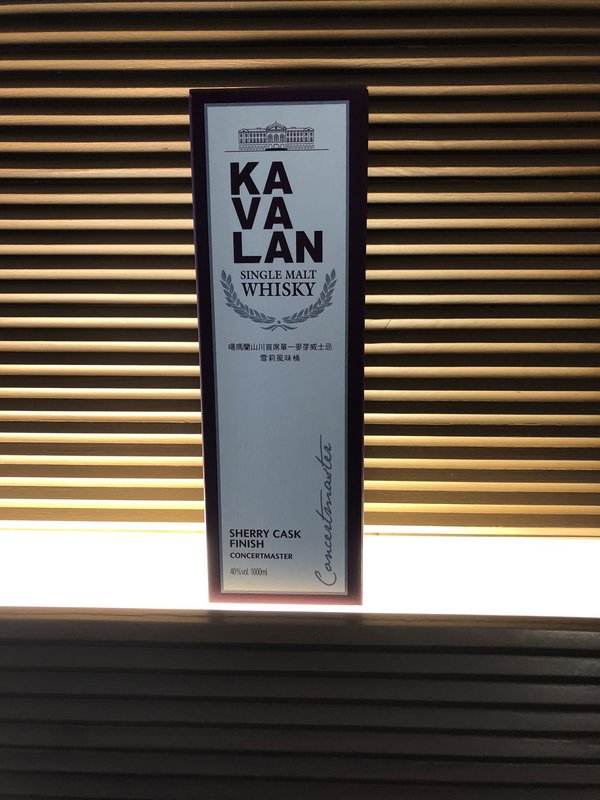 KA
VA
LAN
SINGLE MALT
WHISKY
噶瑪蘭山川首席單一麥芽威士忌
雪莉風味桶
Concertmaster
SHERRY CASK
FINISH
CONCERTMASTER
40% vol. 1000ml